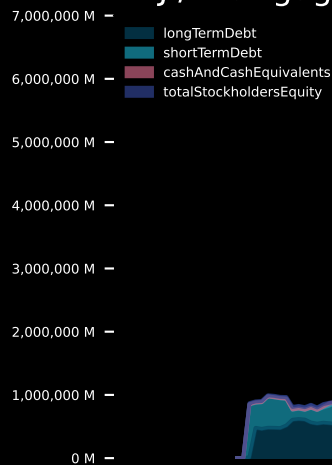 7,000,000 M
longTermDebt
shortTermDebt
6,000,000 M
cashAndCashEquivalents
totalStockholdersEquity
5,000,000 M
4,000,000 M
3,000,000 M
2,000,000 M
1,000,000 M
0 M